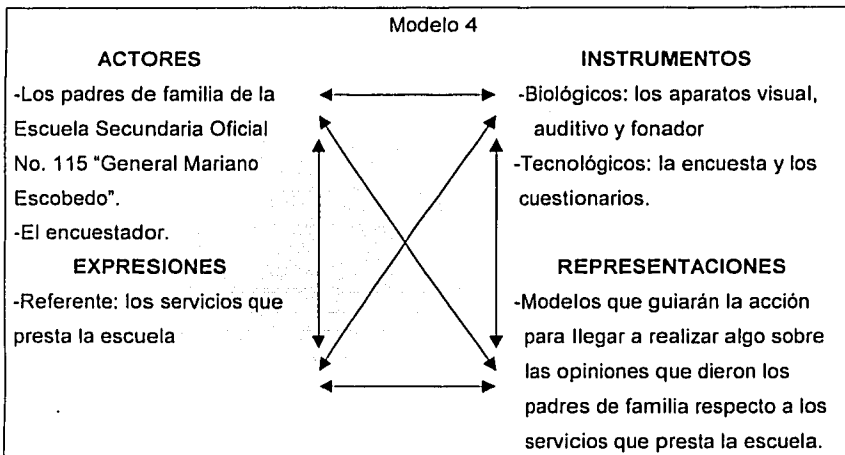 Modelo 4
ACTORES
-Los padres de familia de la
Escuela Secundaria Oficial
No. 115 “General Mariano
Escobedo”.
-El encuestador.
INSTRUMENTOS
-Biológicos: los aparatos visual,
auditivo y fonador
-Tecnológicos: la encuesta y los
cuestionarios.
EXPRESIONES
-Referente: los servicios que
presta la escuela
REPRESENTACIONES
-Modelos que guiarán la acción
para llegar a realizar algo sobre
las opiniones que dieron los
padres de familia respecto a los
servicios que presta la escuela.